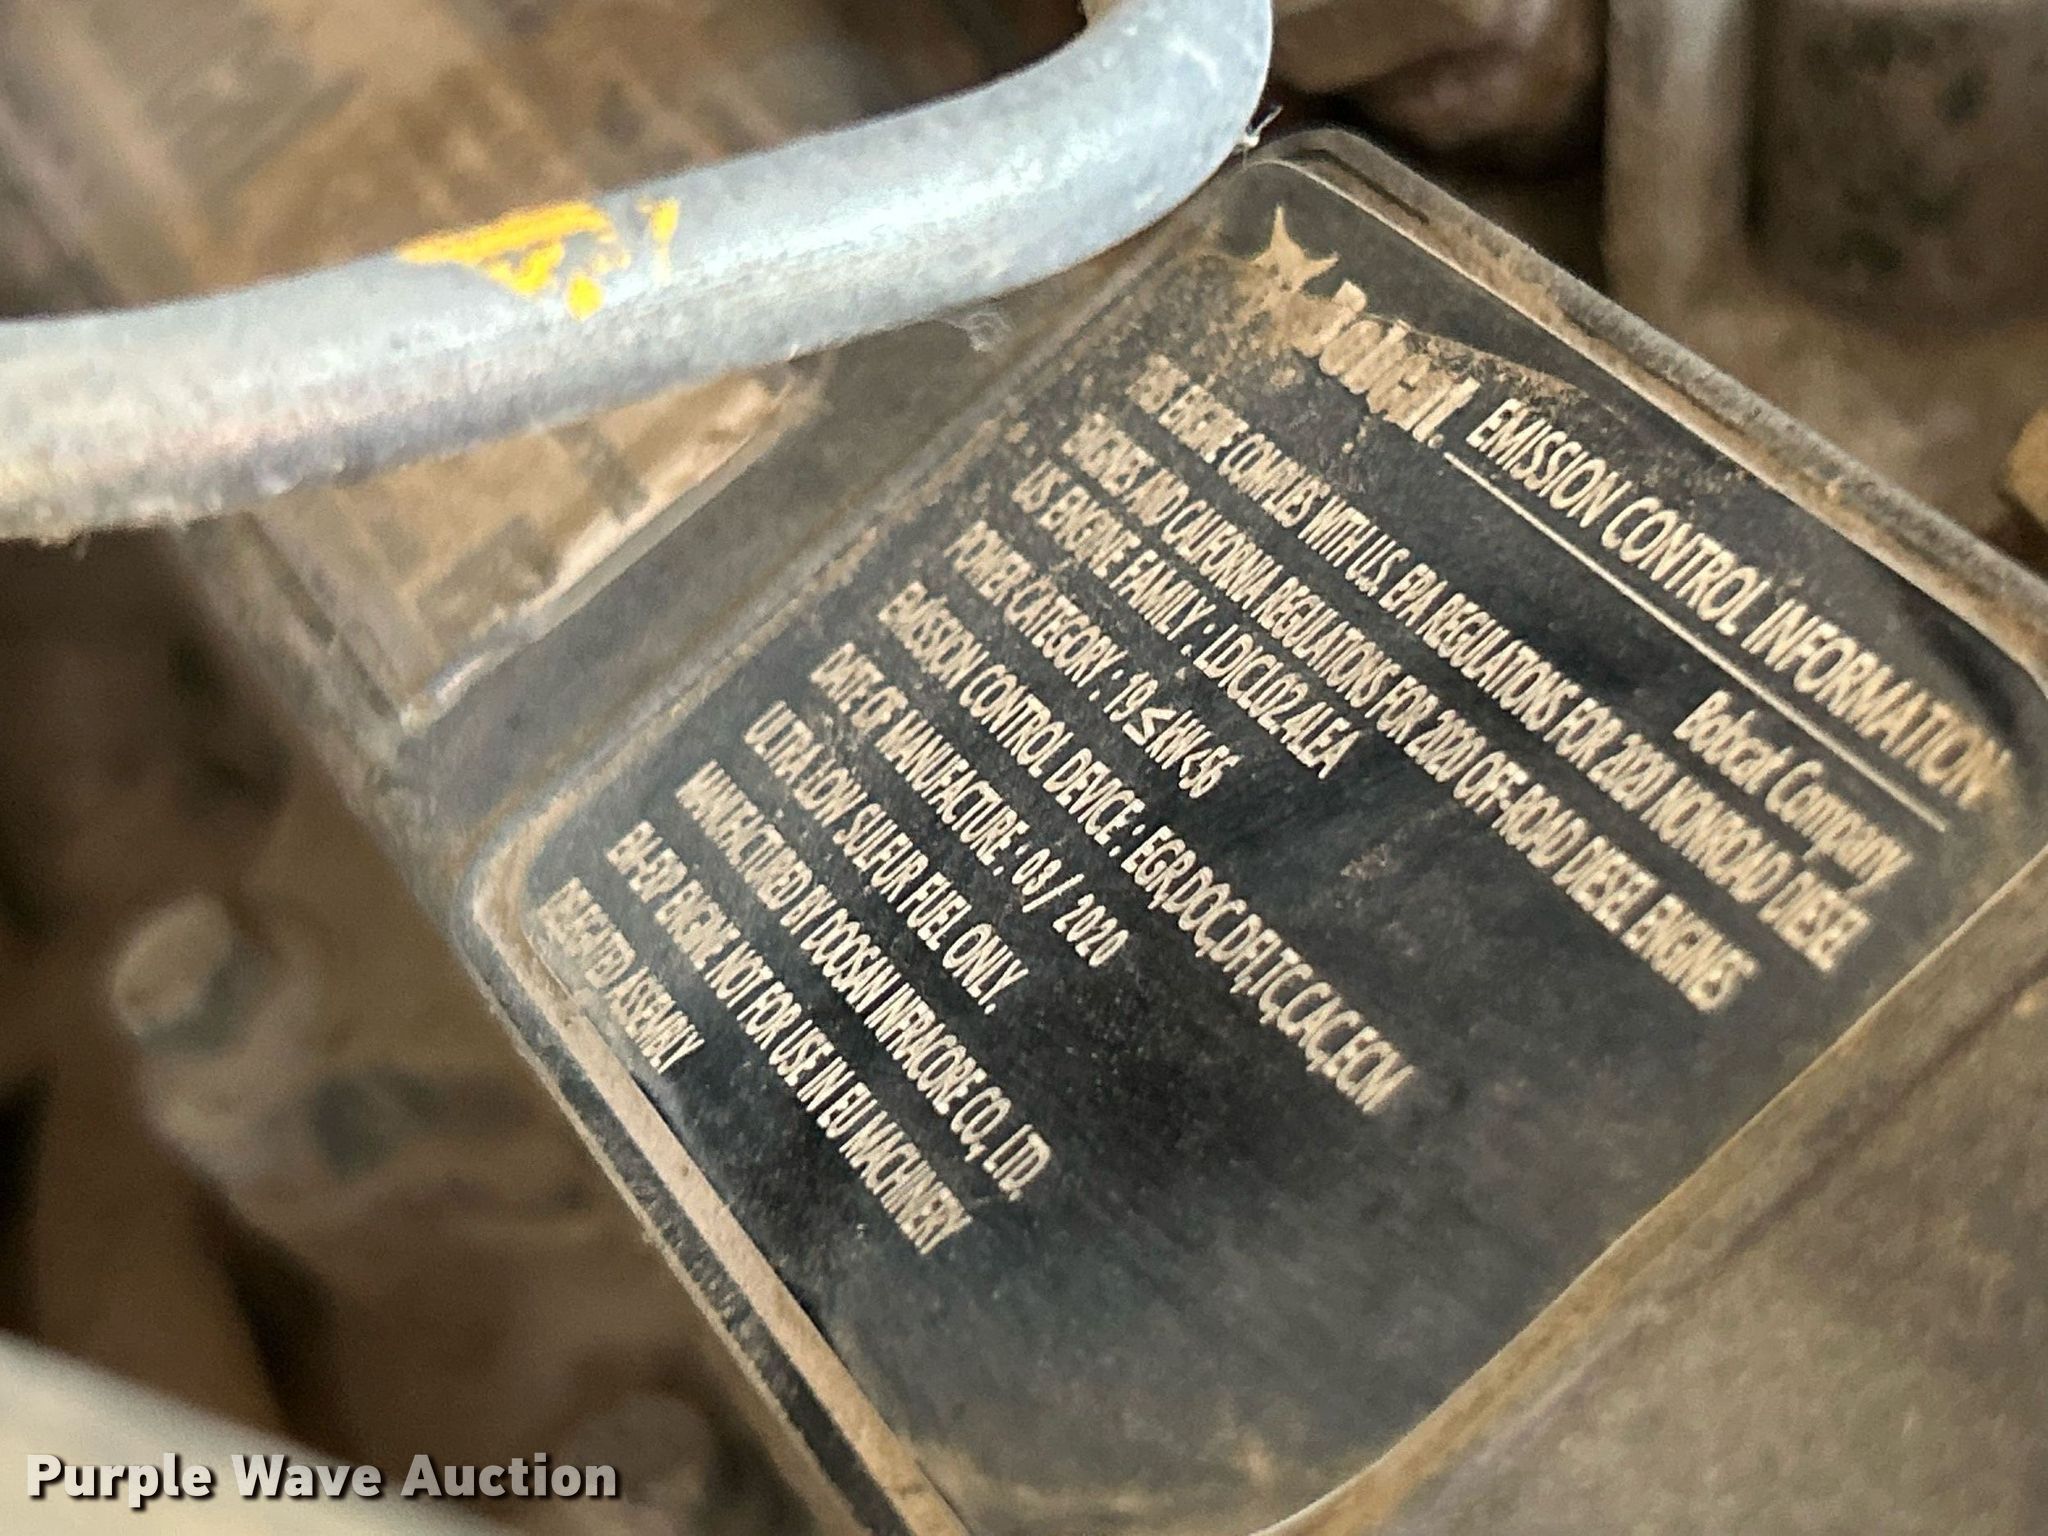 Bobcat.
EMISSION CONTROL INFORMATION
Bobcat Company
THIS ENGINE COMPLIES WITH U.S. EPA REGULATIONS FOR 2020 NONROAD DIESEL
ENGINES AND CALIFORNIA REGULATIONS FOR 2020 OFF-ROAD DIESEL ENGINES
US ENGINE FAMILY : LDICL02.4LEA
POWER CATEGORY : 19≤kW<56
EMISSION CONTROL DEVICE : EGR,DOC,DFI,TC,CAC,ECM
DATE OF MANUFACTURE : 03/ 2020
ULTRA LOW SULFUR FUEL ONLY.
MANUFACTURED BY DOOSAN INFRACORE CO., LTD.
EM-EXP ENGINE NOT FOR USE IN EU MACHINERY
DELEGATED ASSEMBLY
Purple Wave Auction